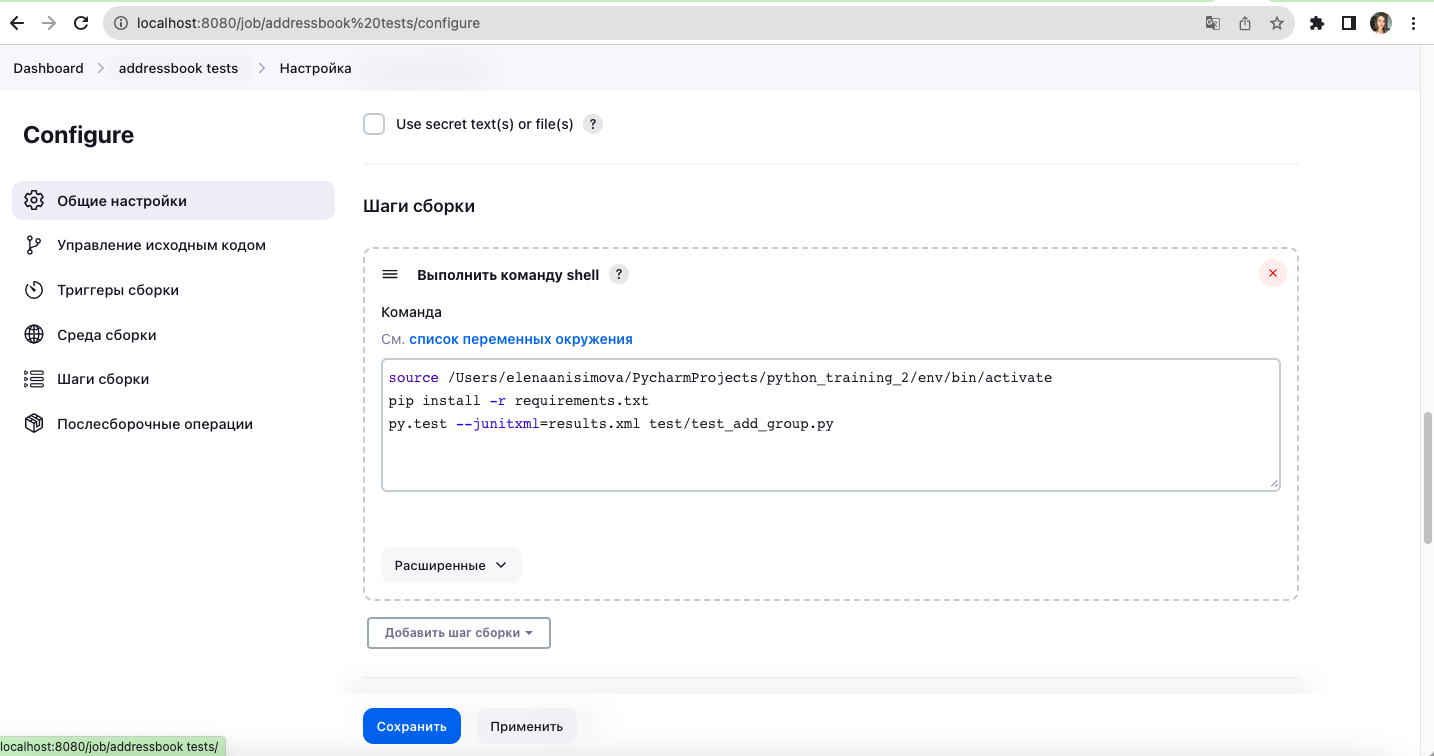 localhost:8080/job/addressbook%20tests/configure
Dashboard addressbook tests Настройка
Configure
Общие настройки
Управление исходным кодом
Триггеры сборки
Среда сборки
Шаги сборки
Послесборочные операции
Use secret text(s) or file(s) ?
Шаги сборки
Выполнить команду shell ?
Команда
См. список переменных окружения
source /Users/elenaanisimova/PycharmProjects/python_training_2/env/bin/activate
pip install -r requirements.txt
py.test --junitxml=results.xml test/test_add_group.py
Расширенные
Добавить шаг сборки
Сохранить Применить
localhost:8080/job/addressbook tests/